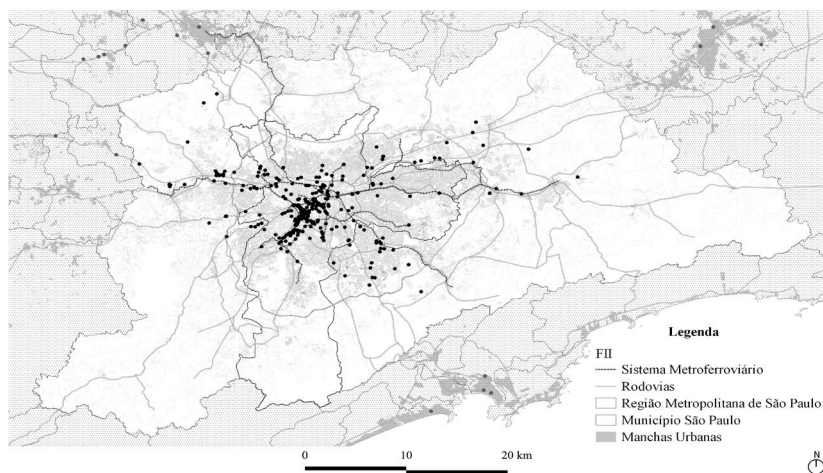 Legenda
FII
Sistema Metroferroviário
Rodovias
Região Metropolitana de São Paulo
Município São Paulo
Manchas Urbanas
0 10 20 km
N